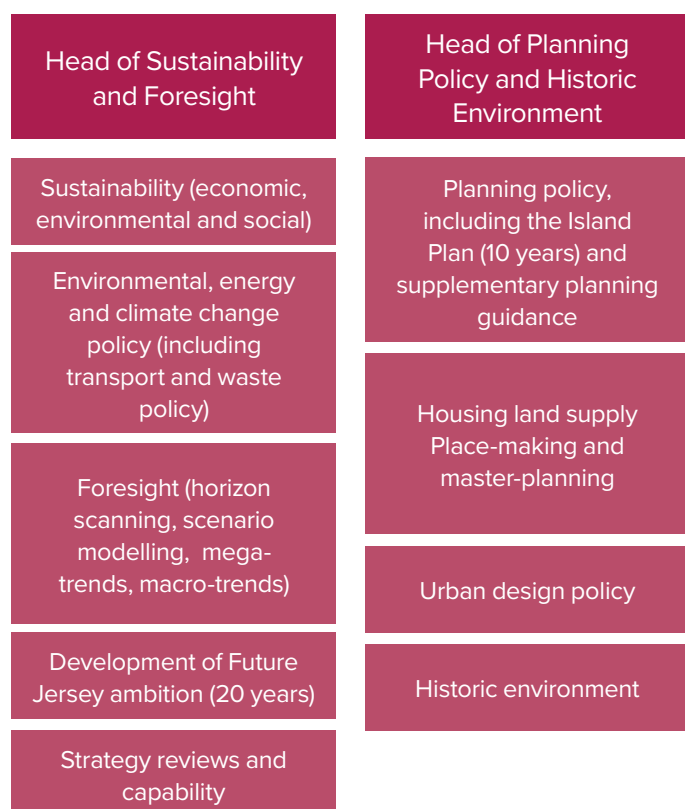 Head of Sustainability
and Foresight
Sustainability (economic,
environmental and social)
Environmental, energy
and climate change
policy (including
transport and waste
policy)
Foresight (horizon
scanning, scenario
modelling, mega-
trends, macro-trends)
Development of Future
Jersey ambition (20 years)
Strategy reviews and
capability
Head of Planning
Policy and Historic
Environment
Planning policy,
including the Island
Plan (10 years) and
supplementary planning
guidance
Housing land supply
Place-making and
master-planning
Urban design policy
Historic environment